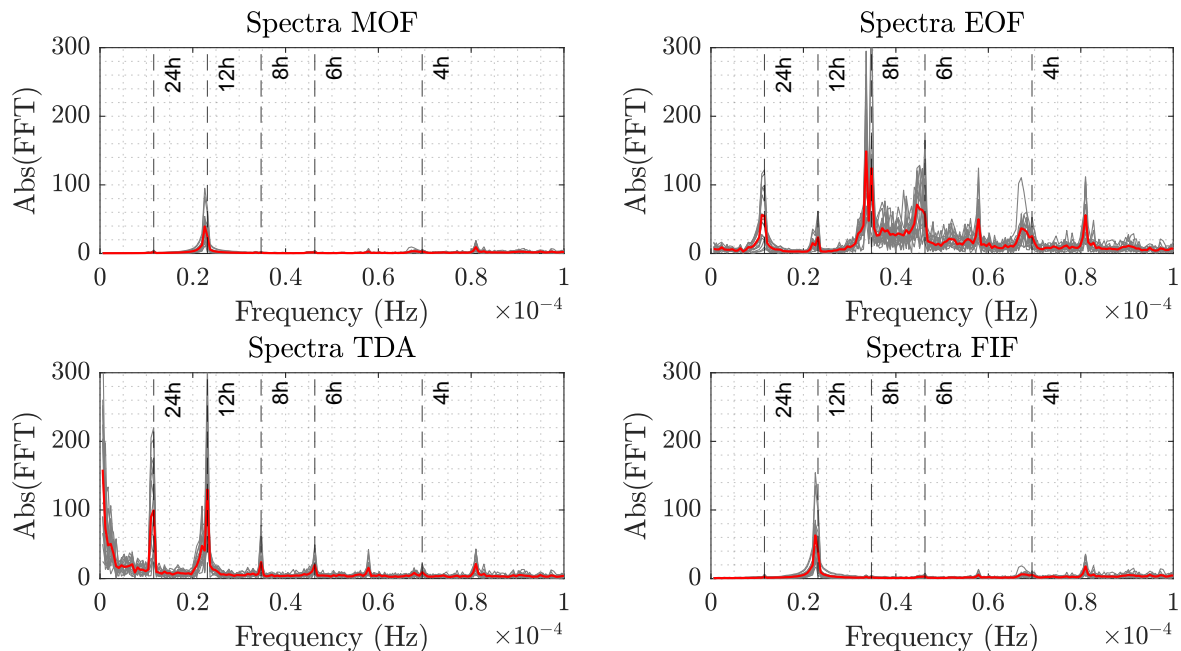 Spectra MOF
300
200
100
0
Abs(FFT)
24h
12h
8h
6h
4h
0
0.2
0.4
0.6
0.8
1
Frequency (Hz)
×10⁻⁴
Spectra EOF
300
200
100
0
Abs(FFT)
24h
12h
8h
6h
4h
0
0.2
0.4
0.6
0.8
1
Frequency (Hz)
×10⁻⁴
Spectra TDA
300
200
100
0
Abs(FFT)
24h
12h
8h
6h
4h
0
0.2
0.4
0.6
0.8
1
Frequency (Hz)
×10⁻⁴
Spectra FIF
300
200
100
0
Abs(FFT)
24h
12h
8h
6h
4h
0
0.2
0.4
0.6
0.8
1
Frequency (Hz)
×10⁻⁴